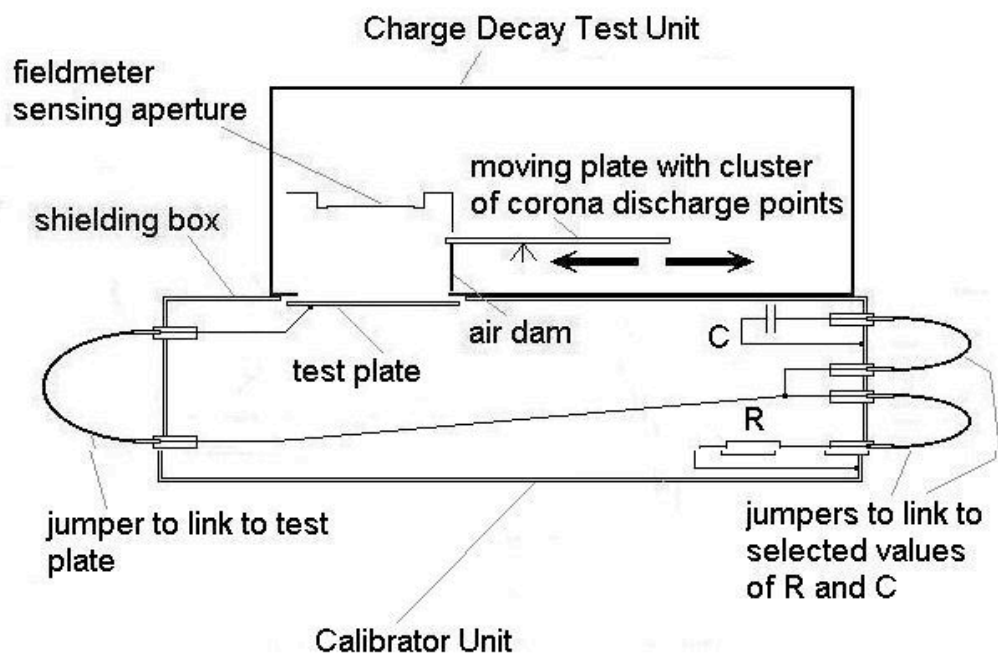 Charge Decay Test Unit
fieldmeter
sensing aperture
moving plate with cluster
of corona discharge points
shielding box
air dam
C
test plate
R
jumper to link to test
plate
jumpers to link to
selected values
of R and C
Calibrator Unit